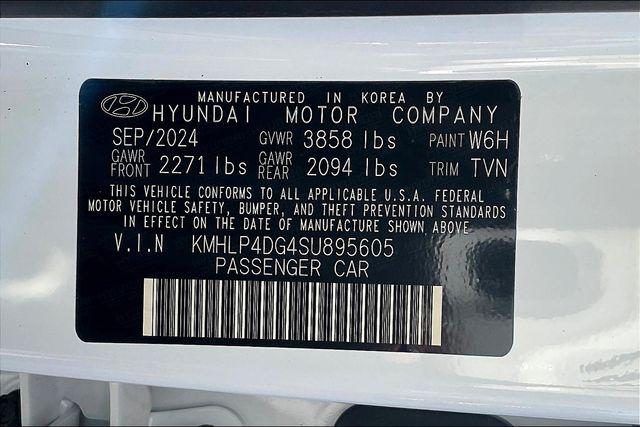 MANUFACTURED IN KOREA BY
HYUNDAI MOTOR COMPANY
SEP/2024 GVWR 3858 lbs PAINT W6H
GAWR FRONT 2271 lbs GAWR REAR 2094 lbs TRIM TVN
THIS VEHICLE CONFORMS TO ALL APPLICABLE U.S.A. FEDERAL
MOTOR VEHICLE SAFETY, BUMPER, AND THEFT PREVENTION STANDARDS
IN EFFECT ON THE DATE OF MANUFACTURE SHOWN ABOVE.
V.I.N KMHLP4DG4SU895605
PASSENGER CAR